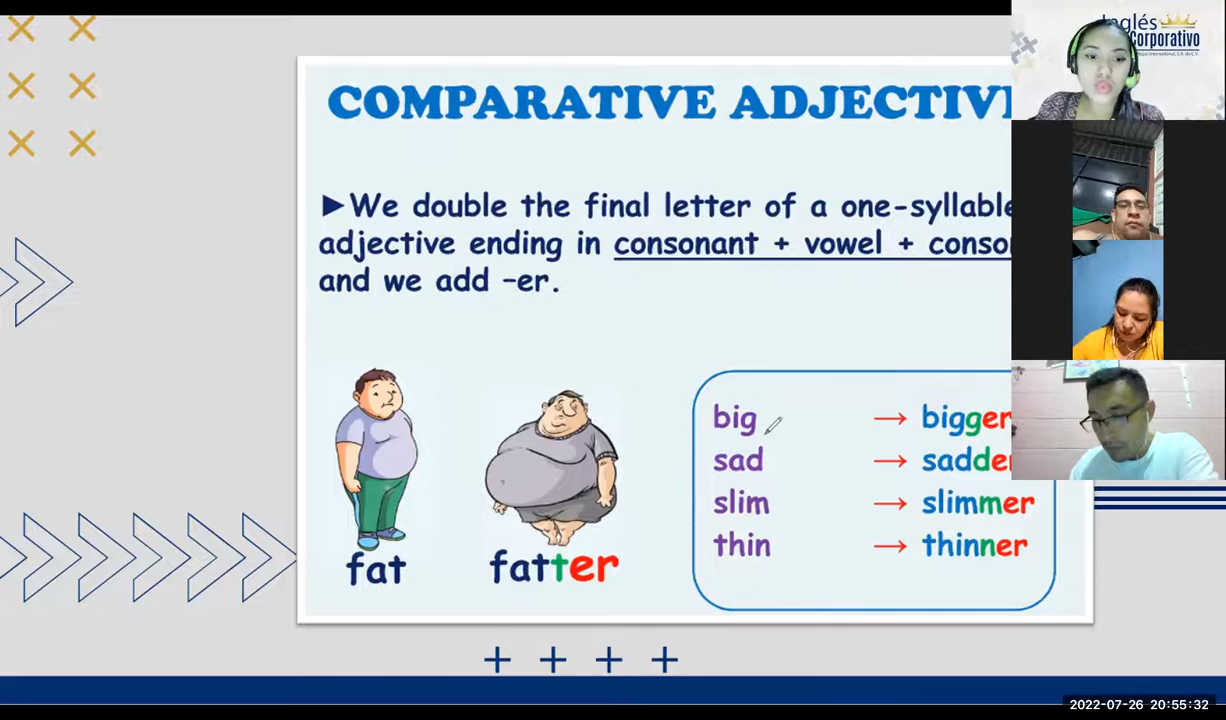 Inglés
Corporativo
COMPARATIVE ADJECTIV
►We double the final letter of a one-syllable
adjective ending in consonant + vowel + conso
and we add –er.
big → bigger
sad → sadde
slim → slimmer
thin → thinner
fat
fatter
2022-07-26 20:55:32